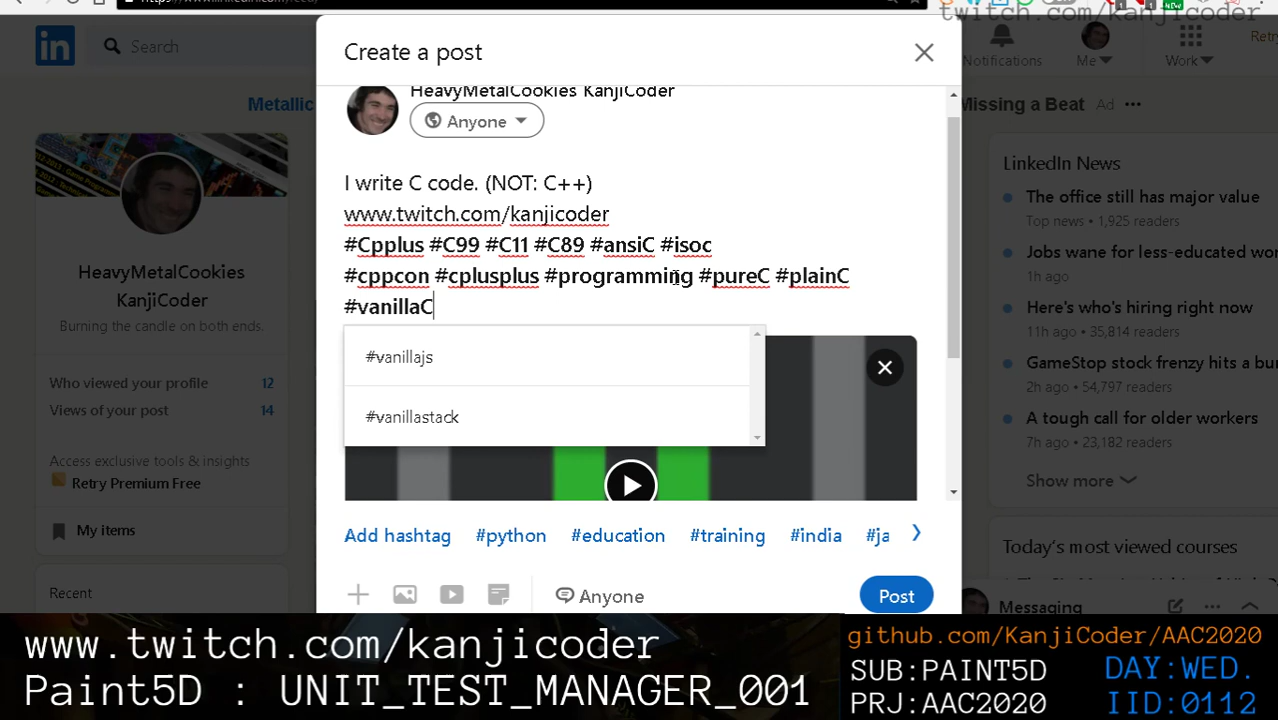 twitch.com/kanjicoder
in
Search
Notifications
Me
Work
Retry
Create a post
Metallic
Missing a Beat Ad
HeavyMetalCookies KanjiCoder
Anyone
I write C code. (NOT: C++)
www.twitch.com/kanjicoder
#Cpplus #C99 #C11 #C89 #ansiC #isoc
#cppcon #cplusplus #programming #pureC #plainC
#vanillaC
#vanillajs
#vanillastack
Add hashtag #python #education #training #india #ja
Anyone
Post
HeavyMetalCookies
KanjiCoder
Burning the candle on both ends.
Who viewed your profile 12
Views of your post 14
Access exclusive tools & insights
Retry Premium Free
My items
Recent
LinkedIn News
The office still has major value
Top news • 1,925 readers
Jobs wane for less-educated wo
1h ago
Here's who's hiring right now
11h ago • 35,814 readers
GameStop stock frenzy hits a bu
2h ago • 54,797 readers
A tough call for older workers
7h ago • 23,182 readers
Show more
Today's most viewed courses
Messaging
www.twitch.com/kanjicoder
Paint5D : UNIT_TEST_MANAGER_001
github.com/KanjiCoder/AAC2020
SUB:PAINT5D DAY:WED.
PRJ:AAC2020 IID:0112